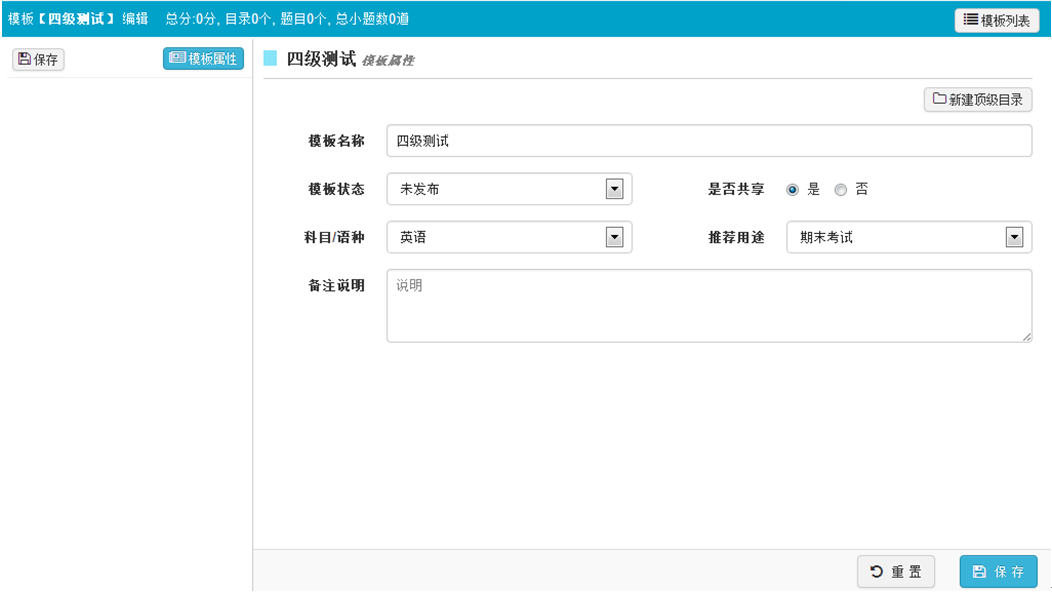 模板【四级测试】编辑 总分:0分, 目录0个, 题目0个, 总小题数0道 模板列表
保存 模板属性
四级测试 模板属性
新建顶级目录
模板名称 四级测试
模板状态 未发布 是否共享 是 否
科目/语种 英语 推荐用途 期末考试
备注说明 说明
重置 保存